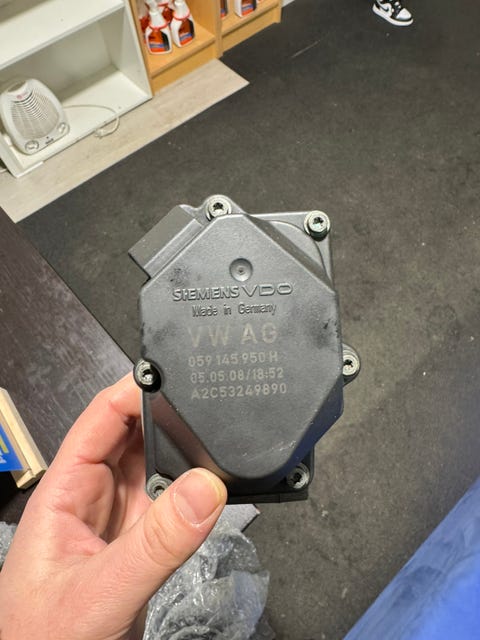 SIEMENS VDO
Made in Germany
VW AG
059 145 950 H
05.05.08/18:52
A2C53249890